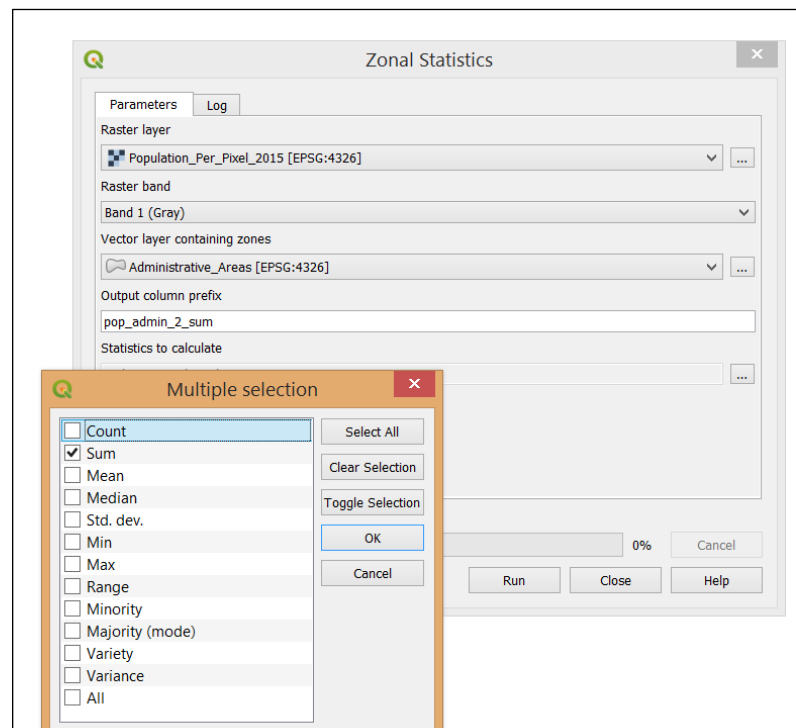 Zonal Statistics
Parameters Log
Raster layer
Population_Per_Pixel_2015 [EPSG:4326]
...
Raster band
Band 1 (Gray)
Vector layer containing zones
Administrative_Areas [EPSG:4326]
...
Output column prefix
pop_admin_2_sum
Statistics to calculate
...
0% Cancel
Run Close Help
Multiple selection
Count
Sum
Mean
Median
Std. dev.
Min
Max
Range
Minority
Majority (mode)
Variety
Variance
All
Select All
Clear Selection
Toggle Selection
OK
Cancel